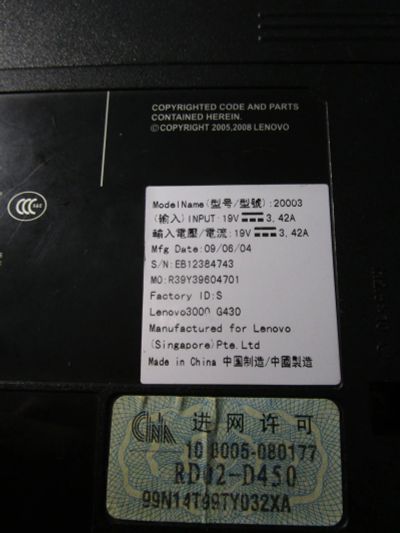 COPYRIGHTED CODE AND PARTS
CONTAINED HEREIN.
©COPYRIGHT 2005,2008 LENOVO
CCC
ModelName(型号/型號):20003
(输入)INPUT:19V⎓3.42A
輸入電壓/電流:19V⎓3.42A
Mfg Date:09/06/04
S/N:EB12384743
MO:R39Y39604701
Factory ID:S
Lenovo3000 G430
Manufactured for Lenovo
(Singapore)Pte.Ltd
Made in China 中国制造/中國製造
CNA 进网许可
10-0005-080177
RD02-D450
99N14T99TY032XA